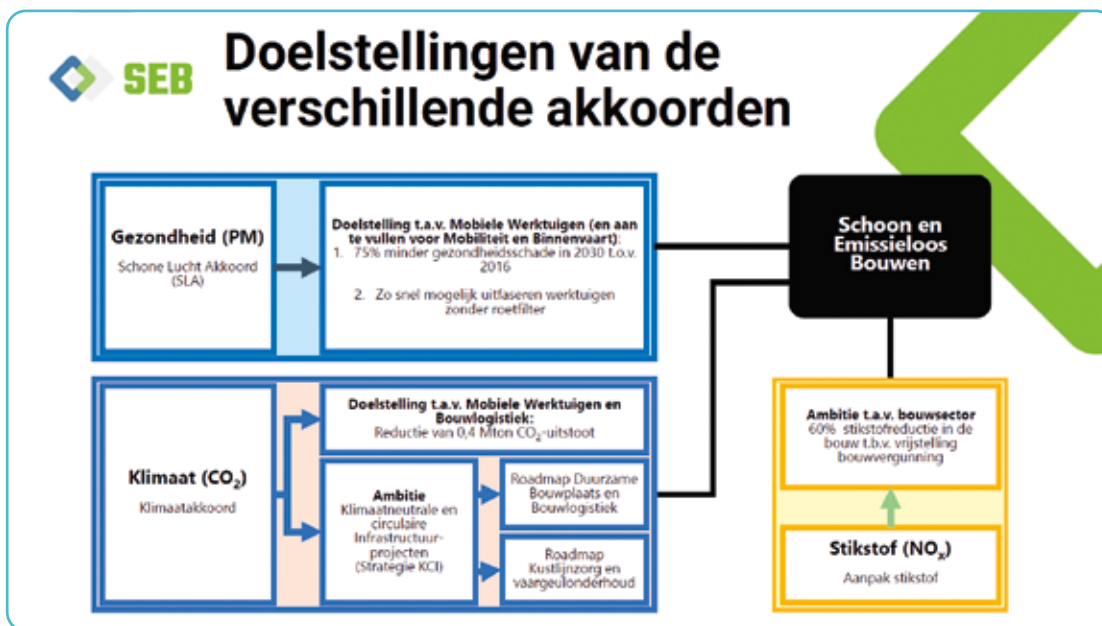 SEB
Doelstellingen van de
verschillende akkoorden
Gezondheid (PM)
Schone Lucht Akkoord
(SLA)
Doelstelling t.a.v. Mobiele Werktuigen (en aan
te vullen voor Mobiliteit en Binnenvaart):
1. 75% minder gezondheidsschade in 2030 t.o.v.
2016
2. Zo snel mogelijk uitfaseren werktuigen
zonder roetfilter
Schoon en
Emissieloos
Bouwen
Klimaat (CO₂)
Klimaatakkoord
Doelstelling t.a.v. Mobiele Werktuigen en
Bouwlogistiek:
Reductie van 0,4 Mton CO₂-uitstoot
Ambitie
Klimaatneutrale en
circulaire
Infrastructuur-
projecten
(Strategie KCI)
Roadmap Duurzame
Bouwplaats en
Bouwlogistiek
Roadmap
Kustlijnzorg en
vaargeulonderhoud
Ambitie t.a.v. bouwsector
60% stikstofreductie in de
bouw t.b.v. vrijstelling
bouwvergunning
Stikstof (NOₓ)
Aanpak stikstof